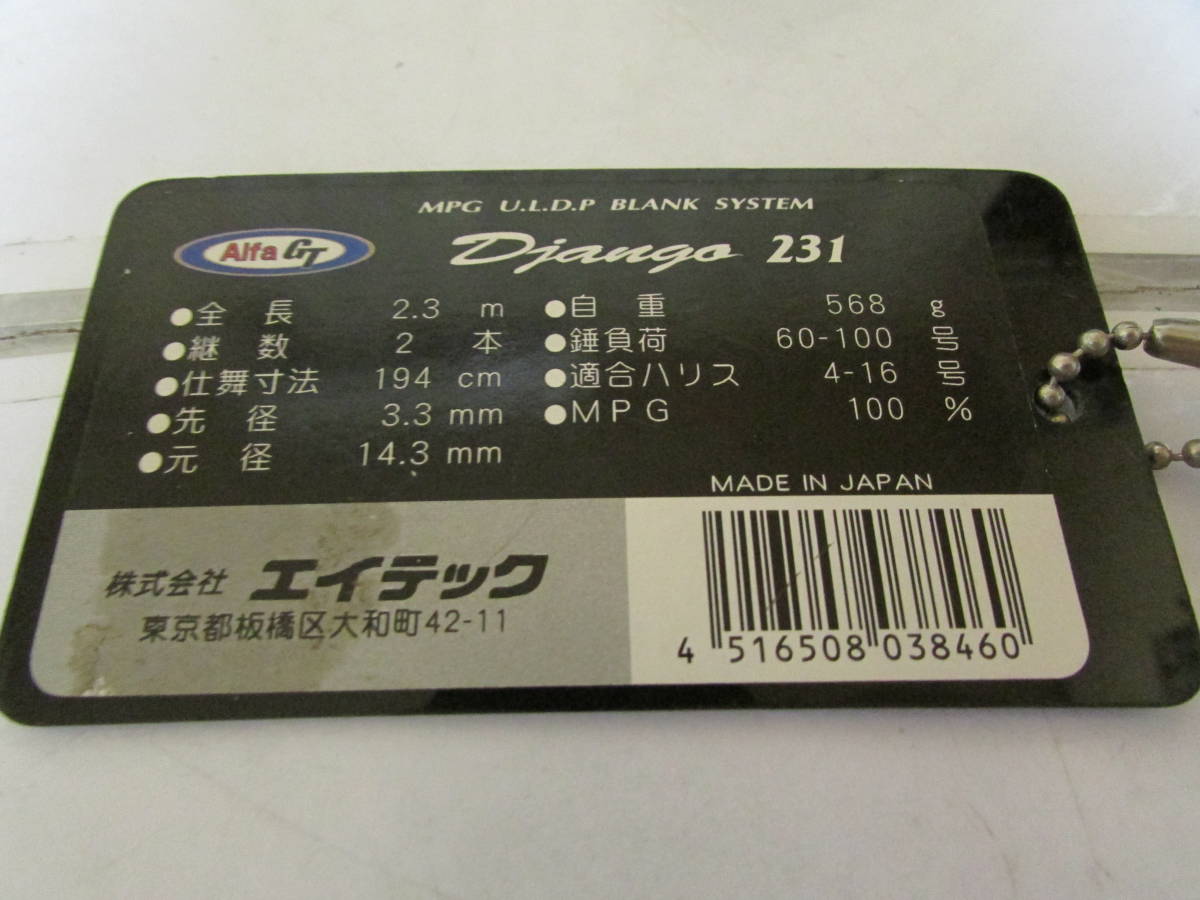 MPG U.L.D.P BLANK SYSTEM
Alfa GT Django 231
●全長 2.3 m ●自重 568 g
●継数 2 本 ●錘負荷 60-100 号
●仕舞寸法 194 cm ●適合ハリス 4-16 号
●先径 3.3 mm ●MPG 100 %
●元径 14.3 mm
MADE IN JAPAN
株式会社 エイテック
東京都板橋区大和町42-11
4 516508 038460